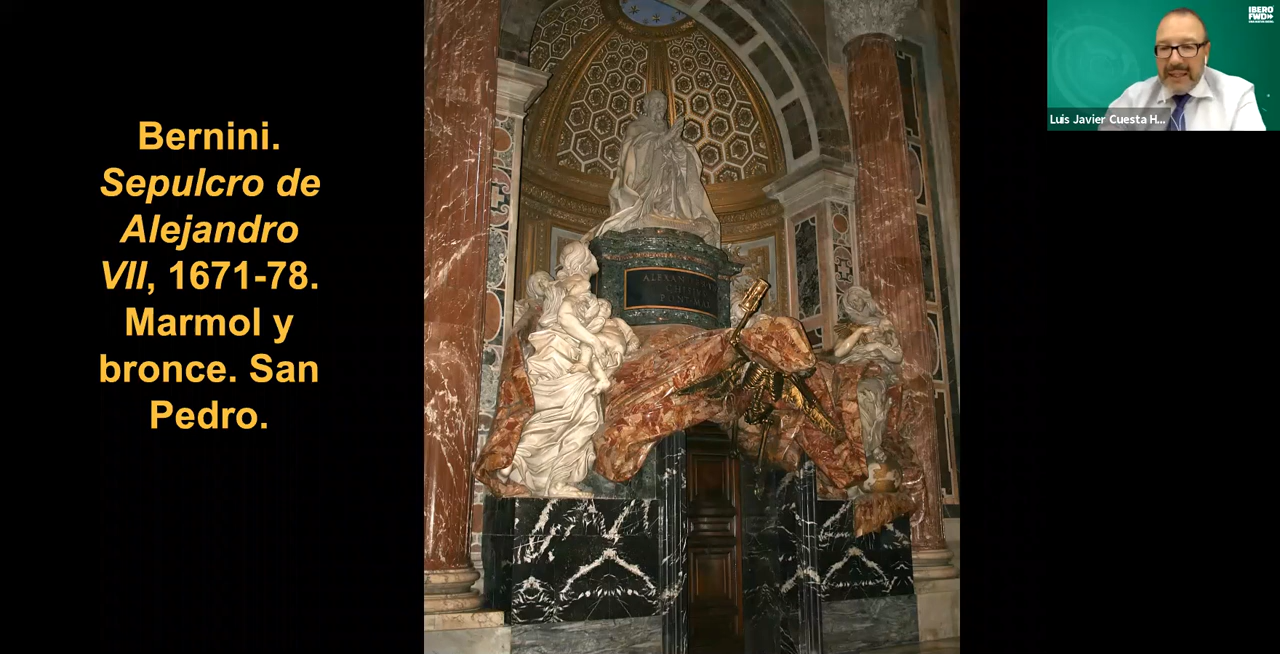 Bernini.
Sepulcro de
Alejandro
VII, 1671-78.
Marmol y
bronce. San
Pedro.
IBERO
FWD
Luis Javier Cuesta H...